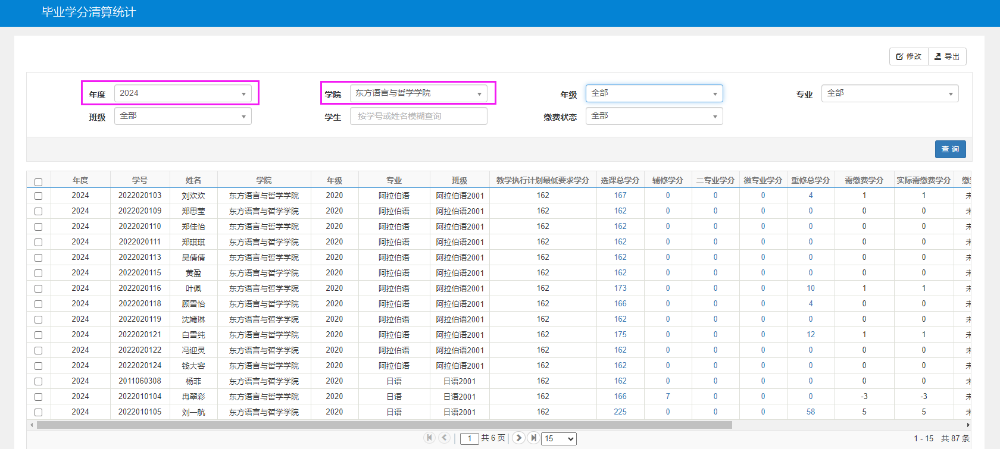 毕业学分清算统计
修改 导出
年度 2024 学院 东方语言与哲学学院 年级 全部 专业 全部
班级 全部 学生 按学号或姓名模糊查询 缴费状态 全部
查 询
年度 学号 姓名 学院 年级 专业 班级 教学执行计划最低要求学分 选课总学分 辅修学分 二专业学分 微专业学分 重修总学分 需缴费学分 实际需缴费学分
2024 2022020103 刘欢欢 东方语言与哲学学院 2020 阿拉伯语 阿拉伯语2001 162 167 0 0 0 4 1 1 未
2024 2022020109 郑思莹 东方语言与哲学学院 2020 阿拉伯语 阿拉伯语2001 162 162 0 0 0 0 0 0 未
2024 2022020110 郑佳怡 东方语言与哲学学院 2020 阿拉伯语 阿拉伯语2001 162 162 0 0 0 0 0 0 未
2024 2022020111 郑琪琪 东方语言与哲学学院 2020 阿拉伯语 阿拉伯语2001 162 162 0 0 0 0 0 0 未
2024 2022020113 吴倩倩 东方语言与哲学学院 2020 阿拉伯语 阿拉伯语2001 162 162 0 0 0 0 0 0 未
2024 2022020115 黄盈 东方语言与哲学学院 2020 阿拉伯语 阿拉伯语2001 162 162 0 0 0 0 0 0 未
2024 2022020116 叶佩 东方语言与哲学学院 2020 阿拉伯语 阿拉伯语2001 162 173 0 0 0 10 1 1 未
2024 2022020118 顾雪怡 东方语言与哲学学院 2020 阿拉伯语 阿拉伯语2001 162 166 0 0 0 4 0 0 未
2024 2022020119 沈嫣琳 东方语言与哲学学院 2020 阿拉伯语 阿拉伯语2001 162 162 0 0 0 0 0 0 未
2024 2022020121 白雪纯 东方语言与哲学学院 2020 阿拉伯语 阿拉伯语2001 162 175 0 0 0 12 1 1 未
2024 2022020122 冯迎灵 东方语言与哲学学院 2020 阿拉伯语 阿拉伯语2001 162 162 0 0 0 0 0 0 未
2024 2022020124 钱大容 东方语言与哲学学院 2020 阿拉伯语 阿拉伯语2001 162 162 0 0 0 0 0 0 未
2024 2011060308 杨菲 东方语言与哲学学院 2020 日语 日语2001 162 162 0 0 0 0 0 0 未
2024 2022010104 冉翠彩 东方语言与哲学学院 2020 日语 日语2001 162 166 7 0 0 0 -3 -3 未
2024 2022010105 刘一航 东方语言与哲学学院 2020 日语 日语2001 162 225 0 0 0 58 5 5 未
1 共 6 页 15 1 - 15 共 87 条